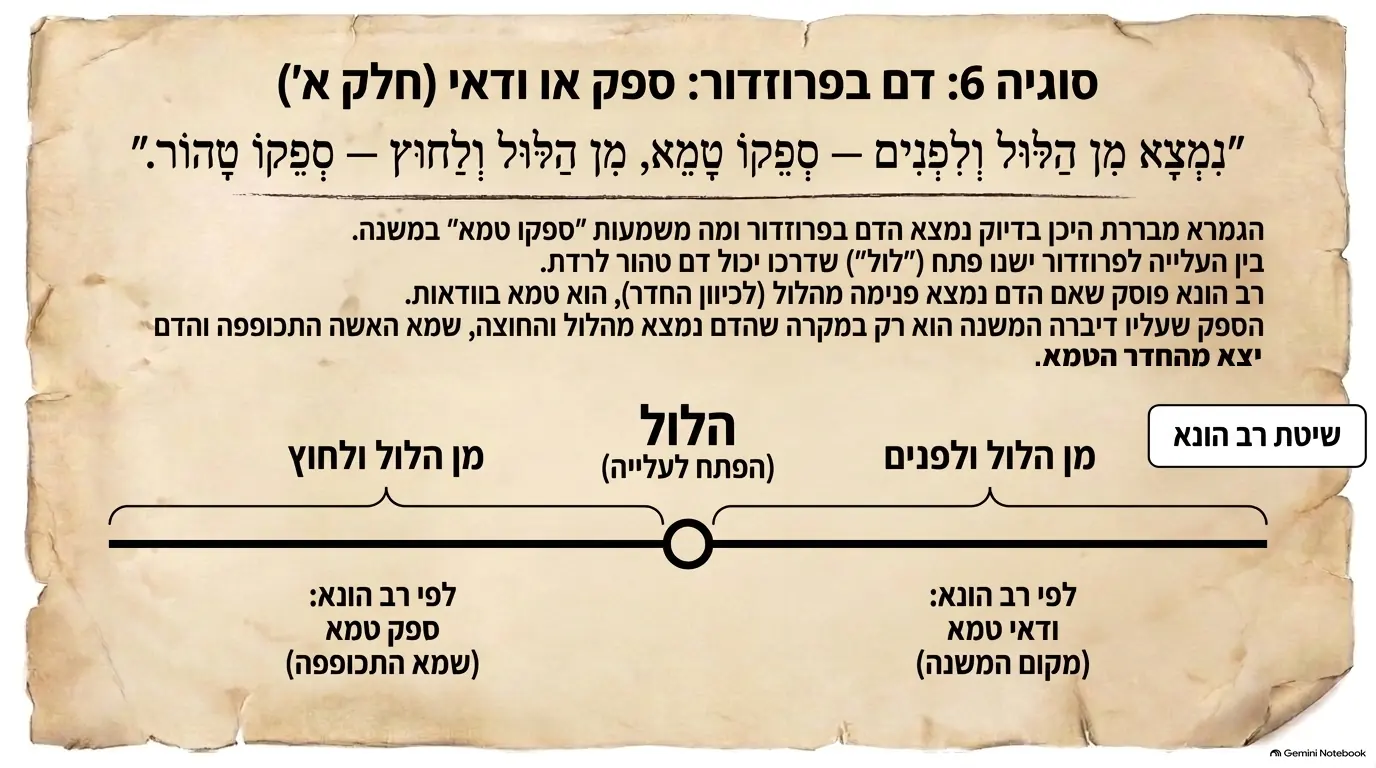 סוגיה 6: דם בפרוזדור: ספק או ודאי (חלק א')
"נִמְצָא מִן הַלּוּל וְלִפְנִים – סְפֵקוֹ טָמֵא, מִן הַלּוּל וְלַחוּץ – סְפֵקוֹ טָהוֹר."
הגמרא מבררת היכן בדיוק נמצא הדם בפרוזדור ומה משמעות "ספקו טמא" במשנה.
בין העלייה לפרוזדור ישנו פתח ("לול") שדרכו יכול דם טהור לרדת.
רב הונא פוסק שאם הדם נמצא פנימה מהלול (לכיוון החדר), הוא טמא בוודאות.
הספק שעליו דיברה המשנה הוא רק במקרה שהדם נמצא מהלול והחוצה, שמא האשה התכופפה והדם
יצא מהחדר הטמא.
שיטת רב הונא
הלול
(הפתח לעלייה)
מן הלול ולפנים
מן הלול ולחוץ
לפי רב הונא:
ודאי טמא
(מקום המשנה)
לפי רב הונא:
ספק טמא
(שמא התכופפה)
Gemini Notebook